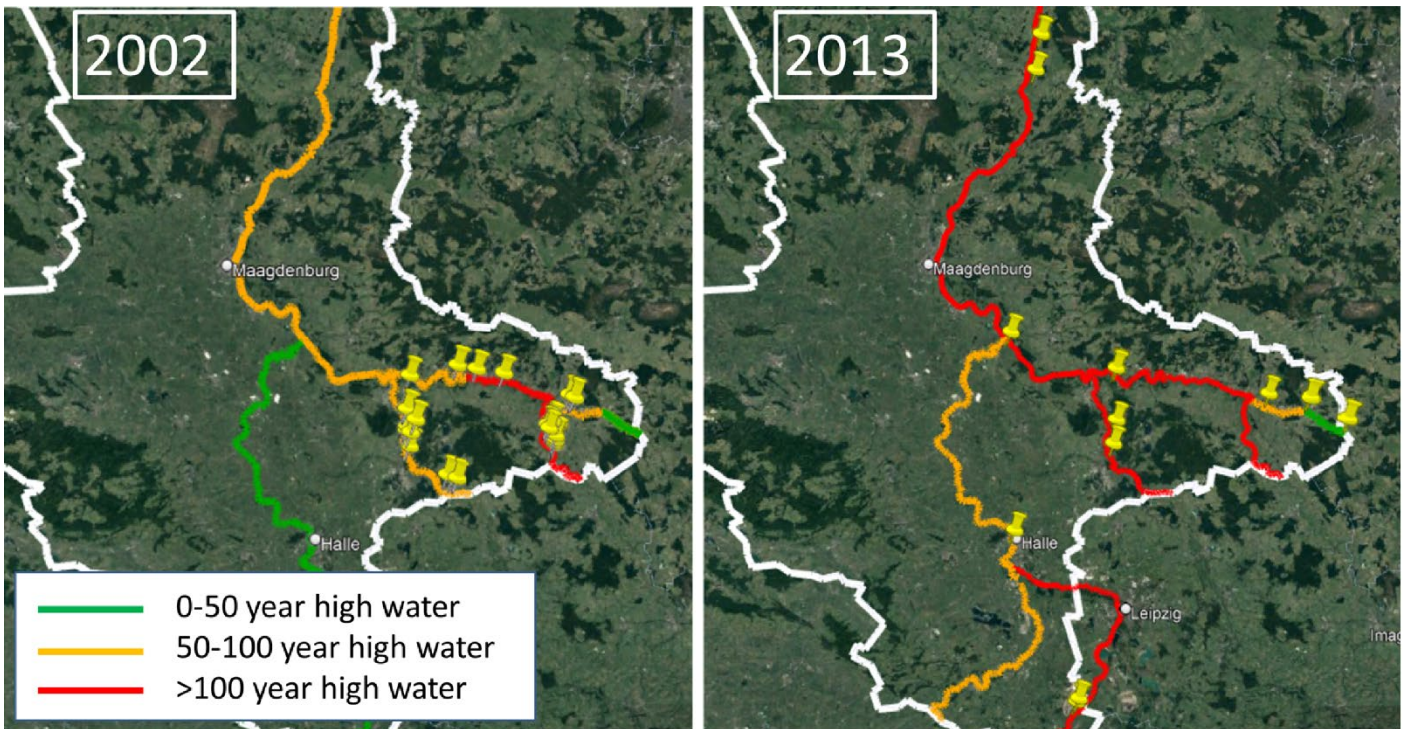 2002
Maagdenburg
Halle
0-50 year high water
50-100 year high water
>100 year high water
2013
Maagdenburg
Halle
Leipzig
Imag